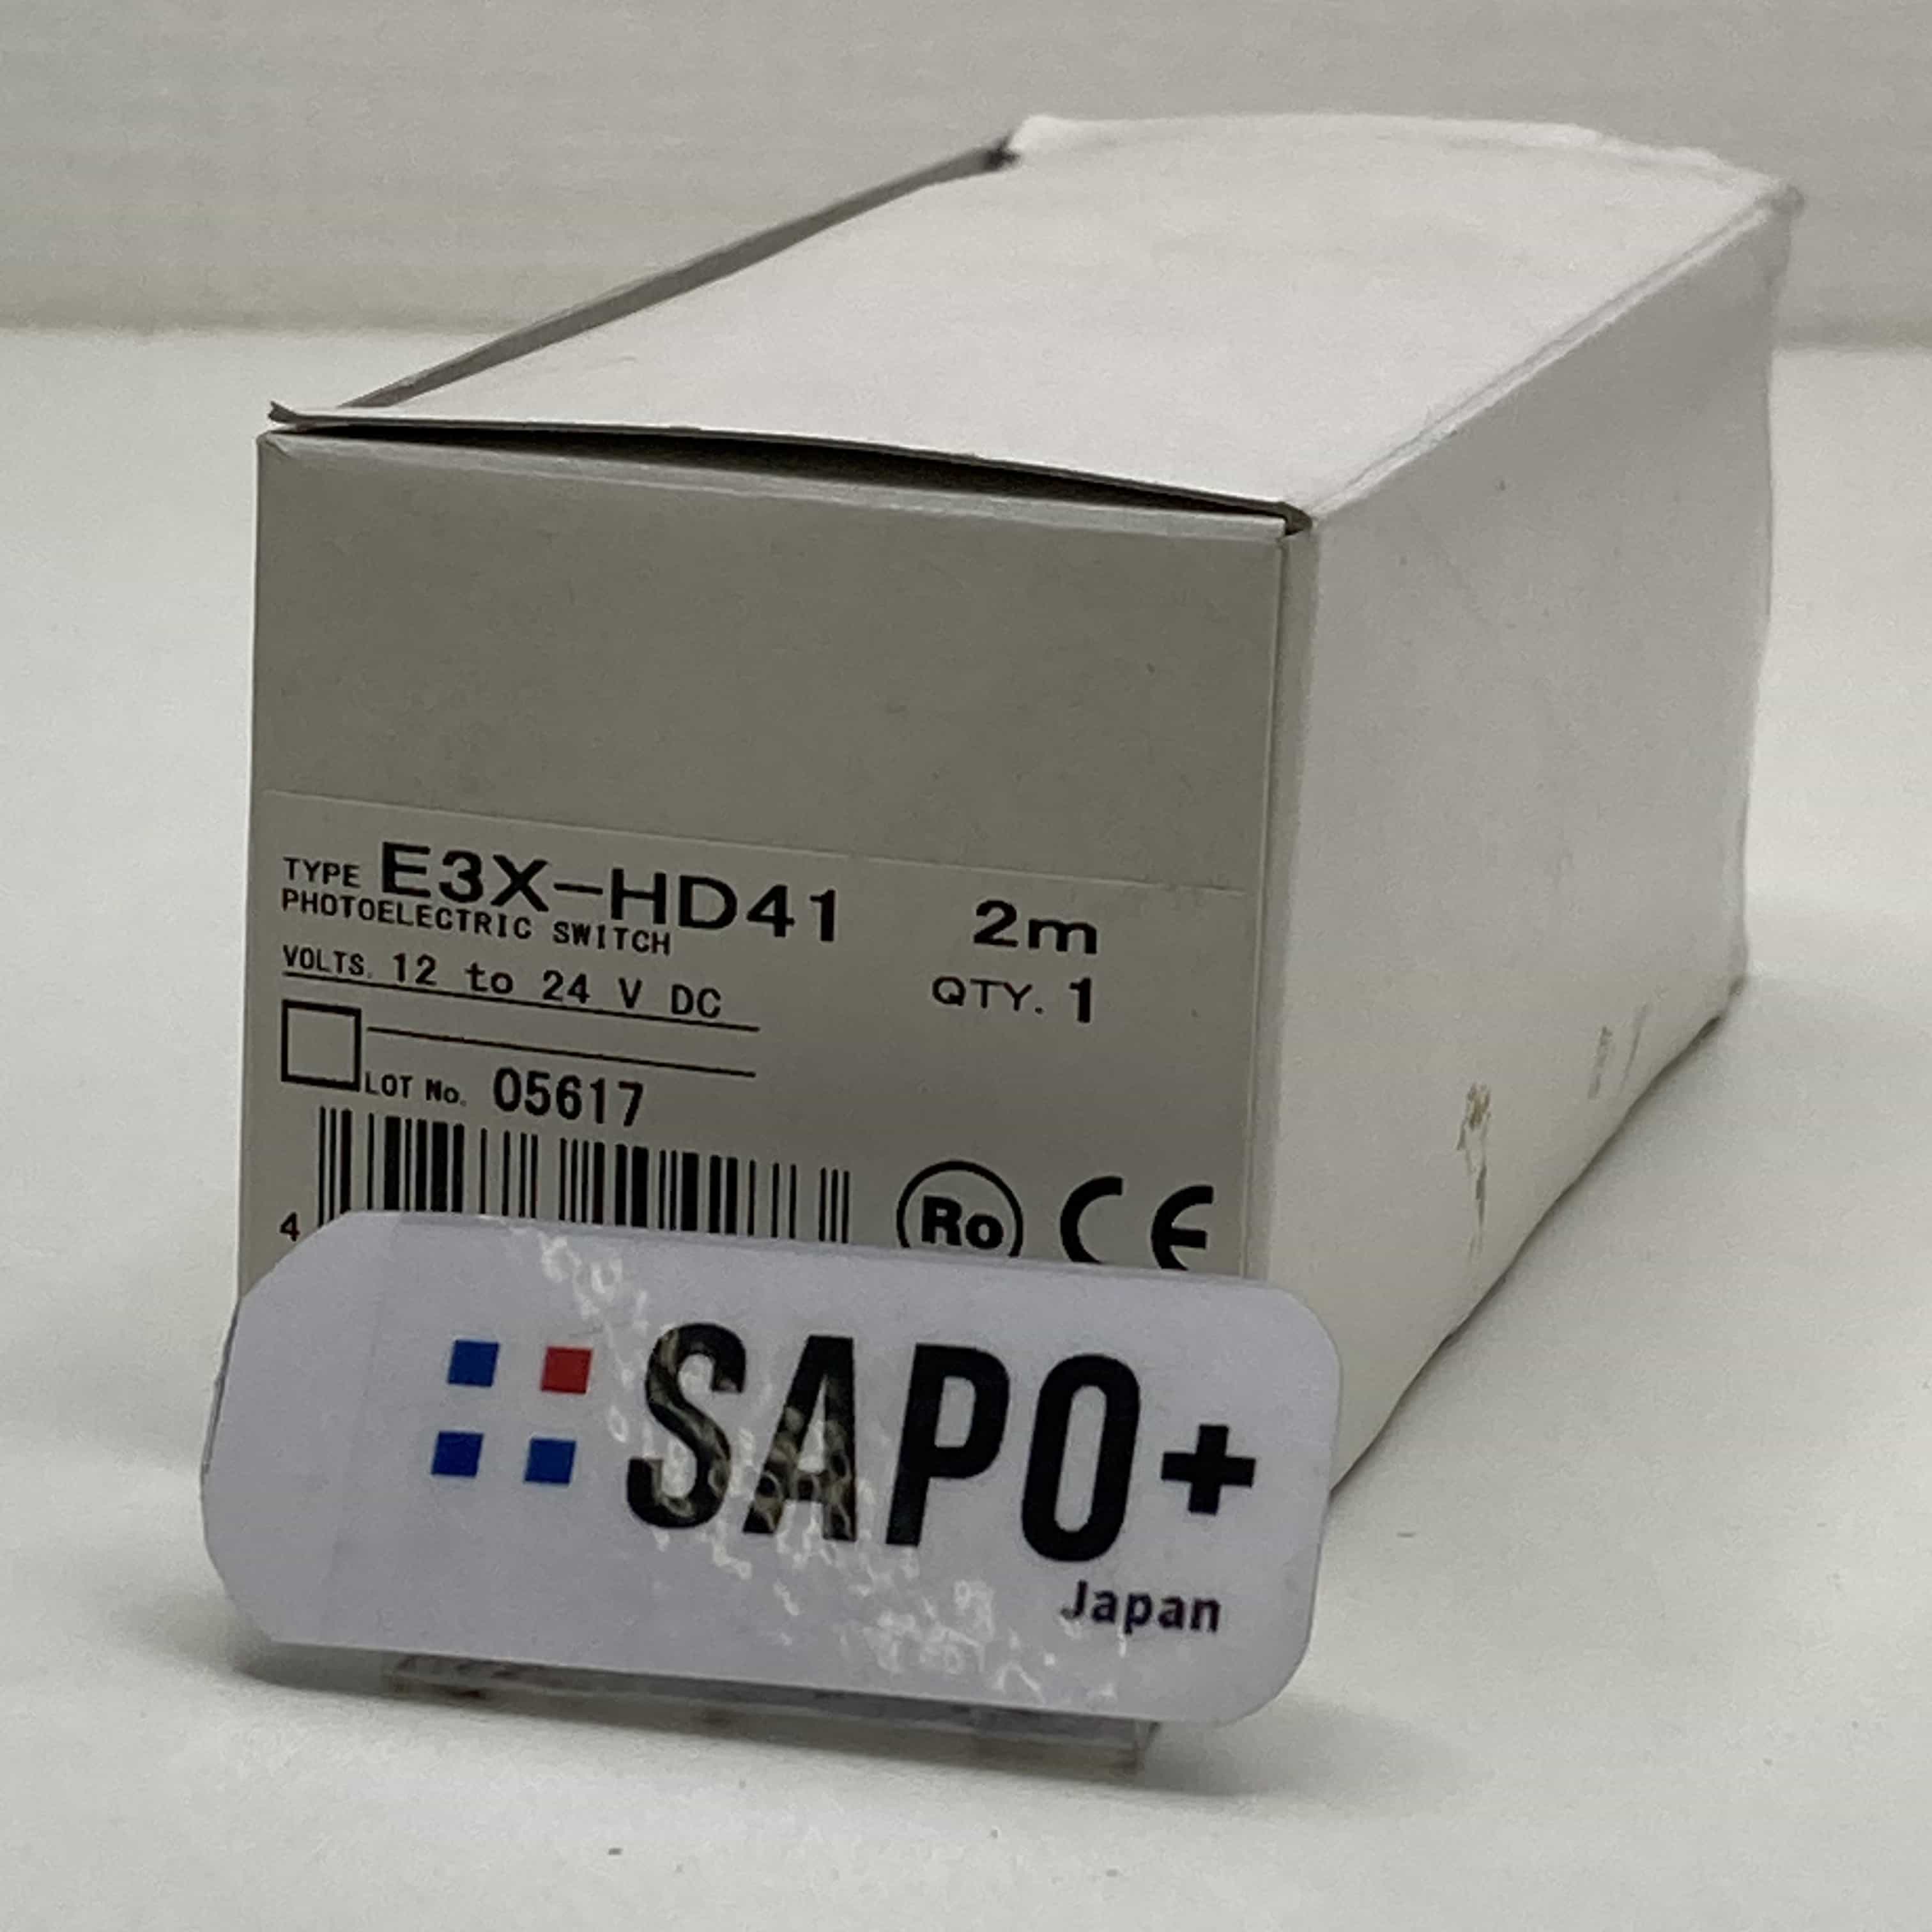 TYPE E3X-HD41 2m
PHOTOELECTRIC SWITCH
VOLTS. 12 to 24 V DC QTY. 1
LOT No. 05617
4 Ro CE
SAPO+
Japan